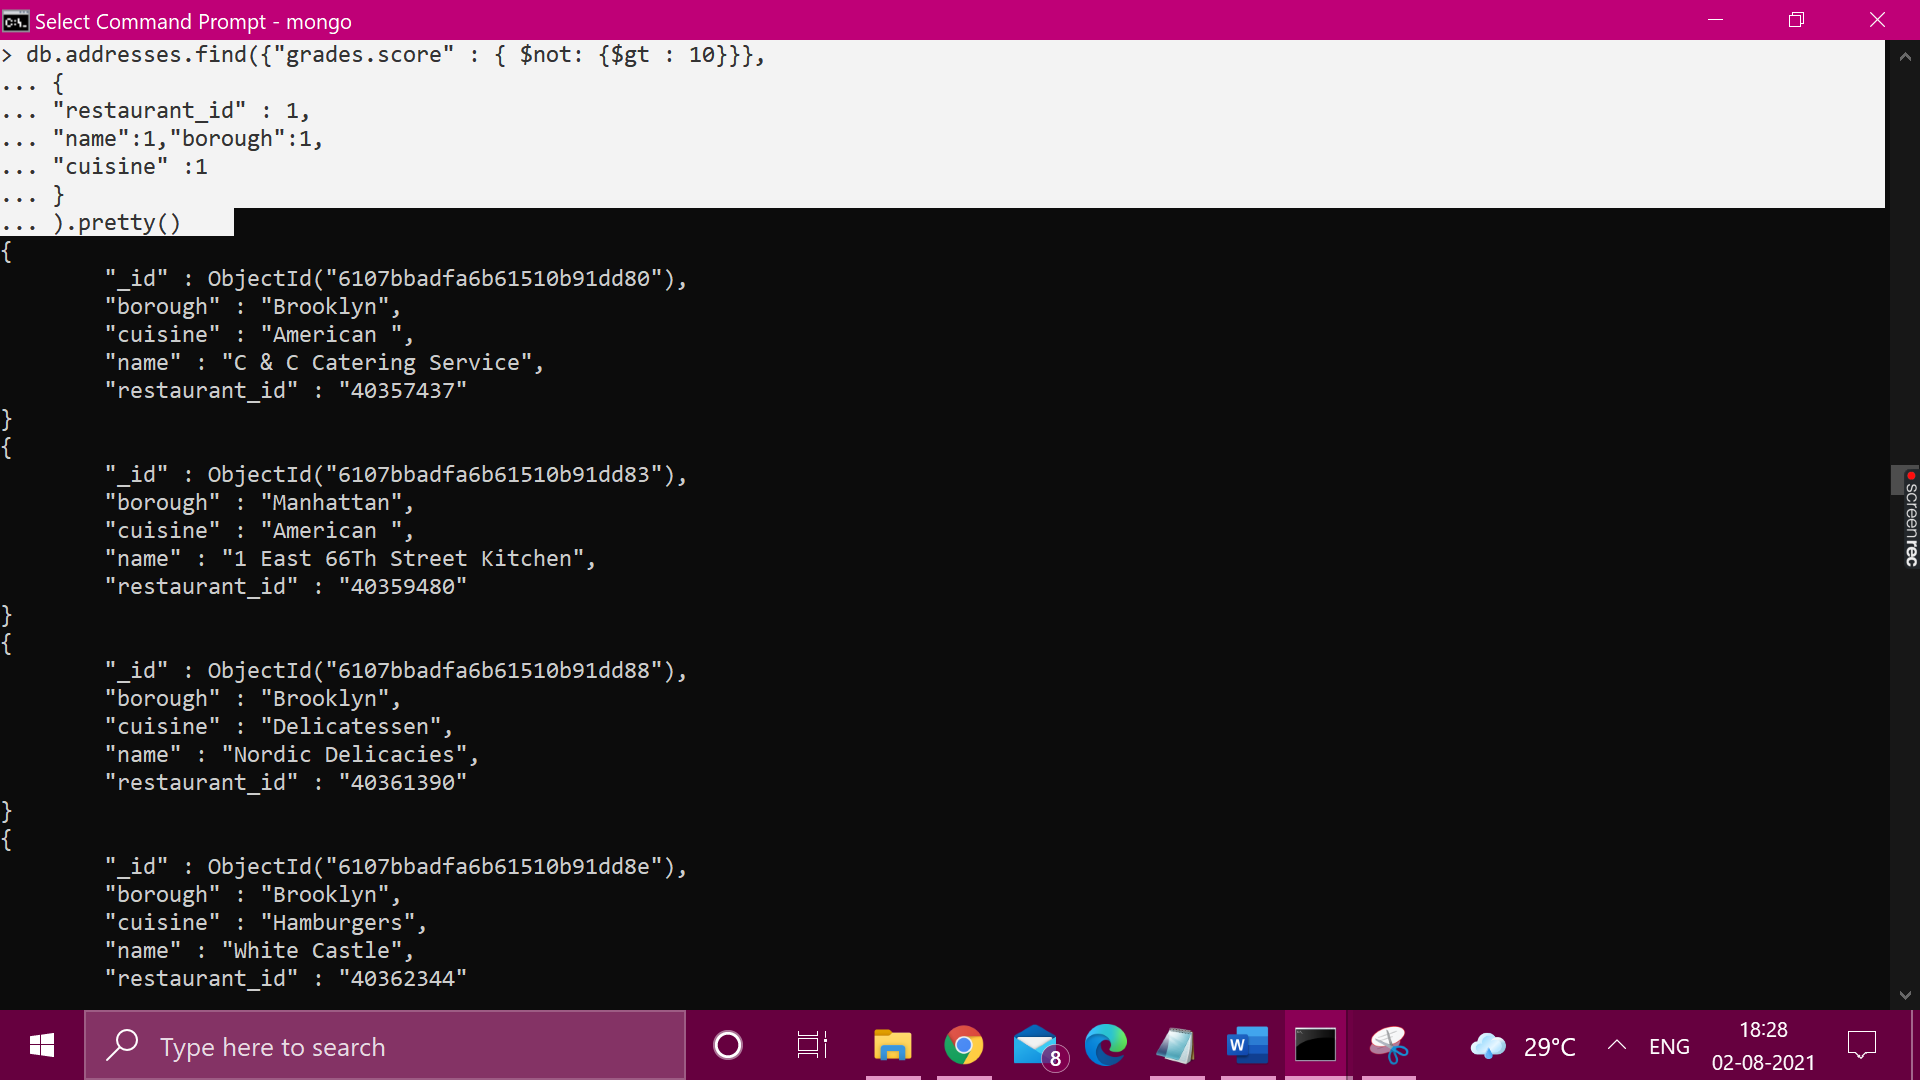 Select Command Prompt - mongo
> db.addresses.find({"grades.score" : { $not: {$gt : 10}}},
... {
... "restaurant_id" : 1,
... "name":1,"borough":1,
... "cuisine" :1
... }
... ).pretty()
{
"_id" : ObjectId("6107bbadfa6b61510b91dd80"),
"borough" : "Brooklyn",
"cuisine" : "American ",
"name" : "C & C Catering Service",
"restaurant_id" : "40357437"
}
{
"_id" : ObjectId("6107bbadfa6b61510b91dd83"),
"borough" : "Manhattan",
"cuisine" : "American ",
"name" : "1 East 66Th Street Kitchen",
"restaurant_id" : "40359480"
}
{
"_id" : ObjectId("6107bbadfa6b61510b91dd88"),
"borough" : "Brooklyn",
"cuisine" : "Delicatessen",
"name" : "Nordic Delicacies",
"restaurant_id" : "40361390"
}
{
"_id" : ObjectId("6107bbadfa6b61510b91dd8e"),
"borough" : "Brooklyn",
"cuisine" : "Hamburgers",
"name" : "White Castle",
"restaurant_id" : "40362344"
screenrec
Type here to search
8
W
29°C
ENG
18:28
02-08-2021